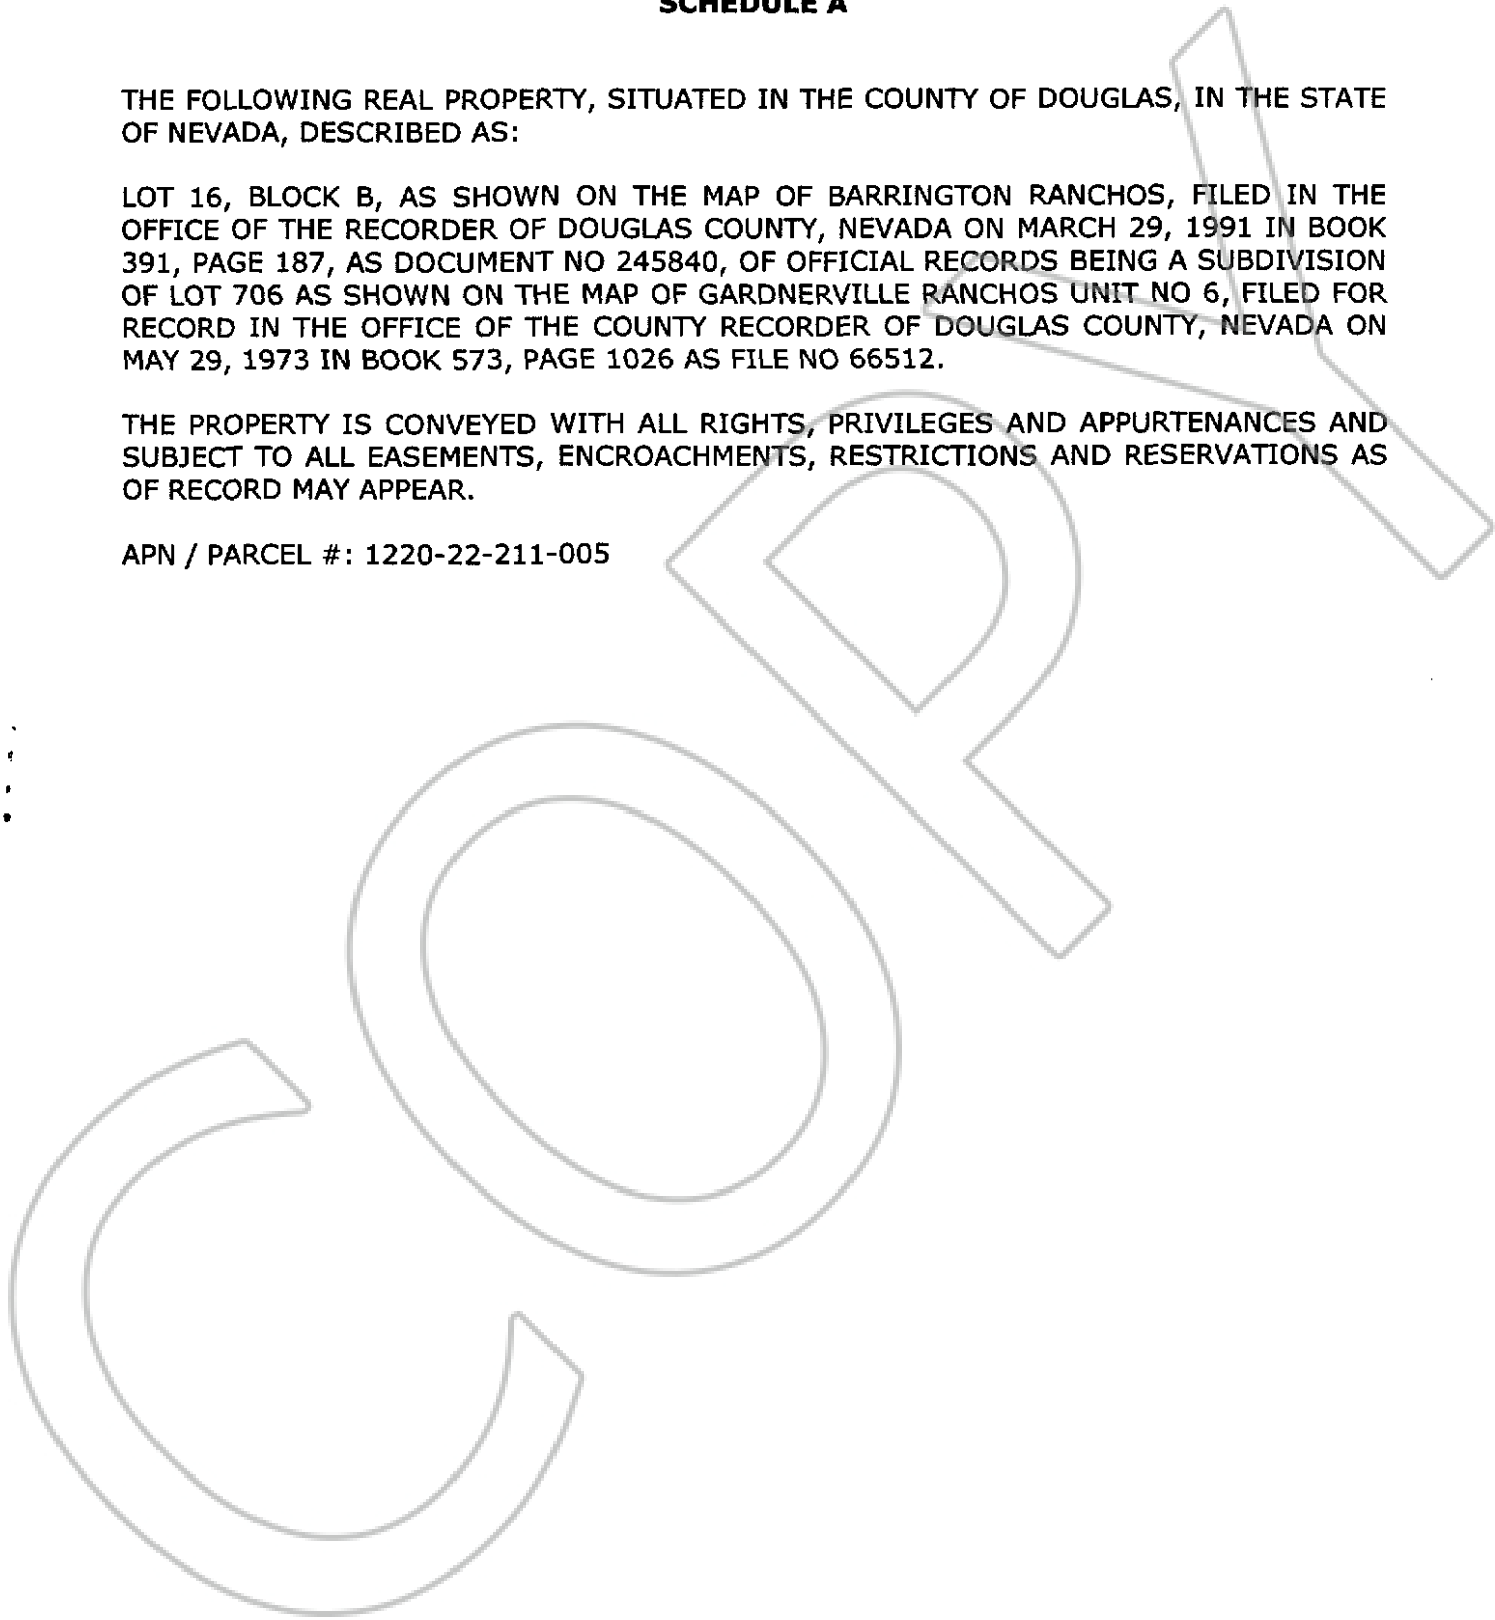 SCHEDULE A
THE FOLLOWING REAL PROPERTY, SITUATED IN THE COUNTY OF DOUGLAS, IN THE STATE
OF NEVADA, DESCRIBED AS:
LOT 16, BLOCK B, AS SHOWN ON THE MAP OF BARRINGTON RANCHOS, FILED IN THE
OFFICE OF THE RECORDER OF DOUGLAS COUNTY, NEVADA ON MARCH 29, 1991 IN BOOK
391, PAGE 187, AS DOCUMENT NO 245840, OF OFFICIAL RECORDS BEING A SUBDIVISION
OF LOT 706 AS SHOWN ON THE MAP OF GARDNERVILLE RANCHOS UNIT NO 6, FILED FOR
RECORD IN THE OFFICE OF THE COUNTY RECORDER OF DOUGLAS COUNTY, NEVADA ON
MAY 29, 1973 IN BOOK 573, PAGE 1026 AS FILE NO 66512.
THE PROPERTY IS CONVEYED WITH ALL RIGHTS, PRIVILEGES AND APPURTENANCES AND
SUBJECT TO ALL EASEMENTS, ENCROACHMENTS, RESTRICTIONS AND RESERVATIONS AS
OF RECORD MAY APPEAR.
APN / PARCEL #: 1220-22-211-005
COPY